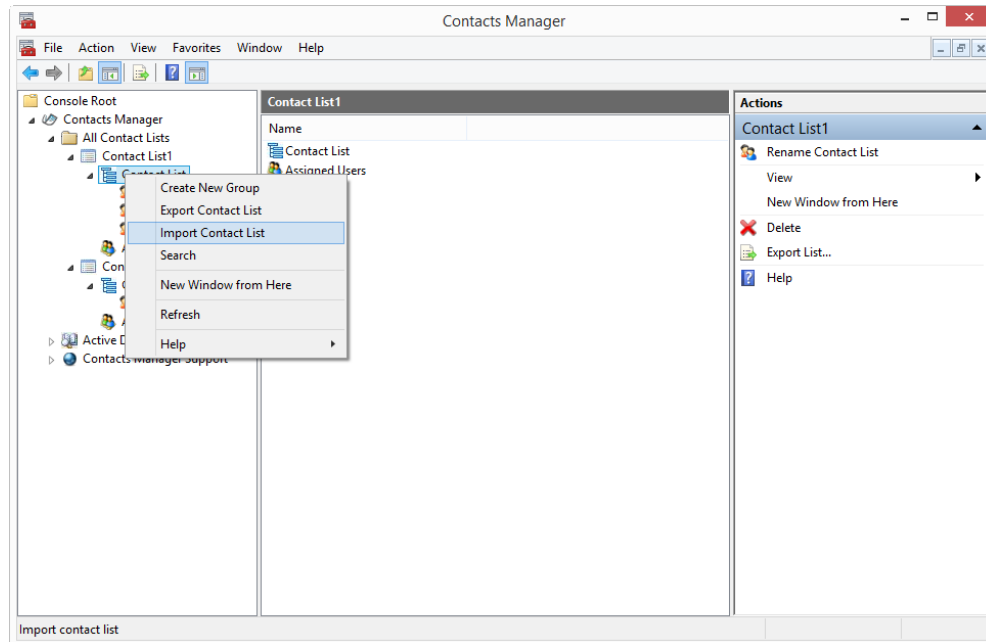 Contacts Manager
File Action View Favorites Window Help
Console Root
Contacts Manager
All Contact Lists
Contact List1
Contact List
Create New Group
Export Contact List
Import Contact List
Search
New Window from Here
Refresh
Help
Contacts Manager Support
Contact List1
Name
Contact List
Assigned Users
Actions
Contact List1
Rename Contact List
View
New Window from Here
Delete
Export List...
Help
Import contact list